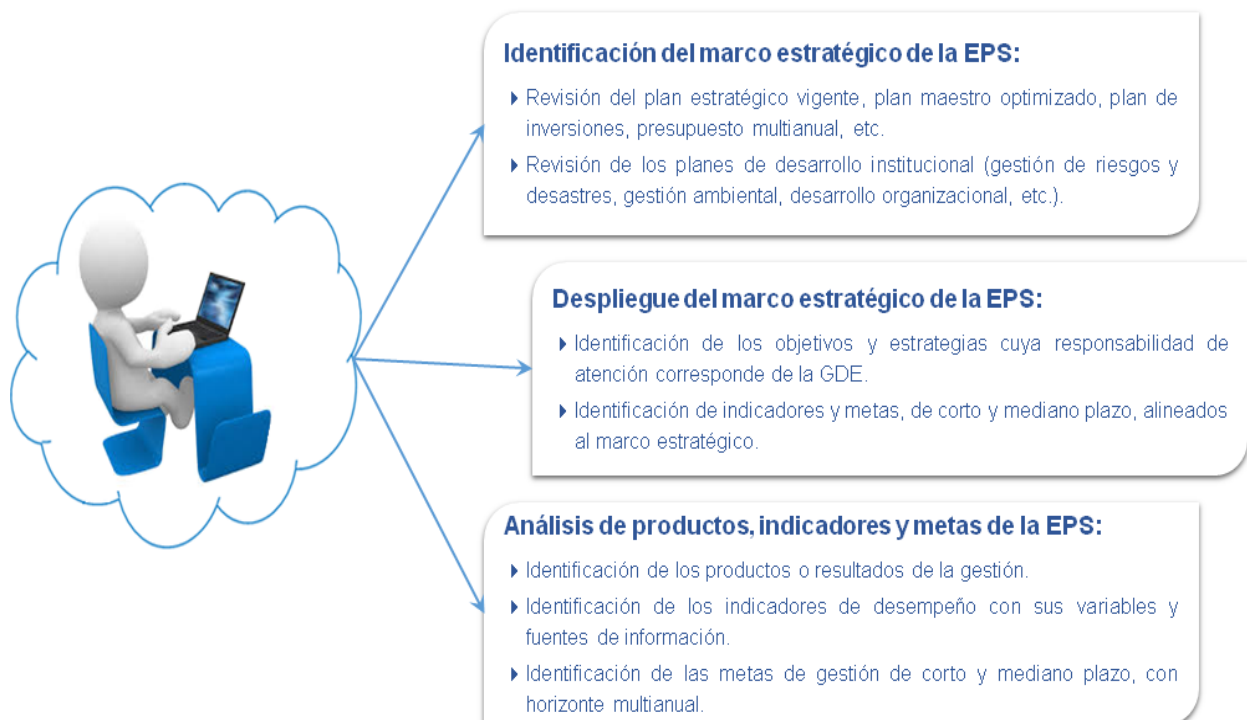 Identificación del marco estratégico de la EPS:
Revisión del plan estratégico vigente, plan maestro optimizado, plan de
inversiones, presupuesto multianual, etc.
Revisión de los planes de desarrollo institucional (gestión de riesgos y
desastres, gestión ambiental, desarrollo organizacional, etc.).
Despliegue del marco estratégico de la EPS:
Identificación de los objetivos y estrategias cuya responsabilidad de
atención corresponde de la GDE.
Identificación de indicadores y metas, de corto y mediano plazo, alineados
al marco estratégico.
Análisis de productos, indicadores y metas de la EPS:
Identificación de los productos o resultados de la gestión.
Identificación de los indicadores de desempeño con sus variables y
fuentes de información.
Identificación de las metas de gestión de corto y mediano plazo, con
horizonte multianual.